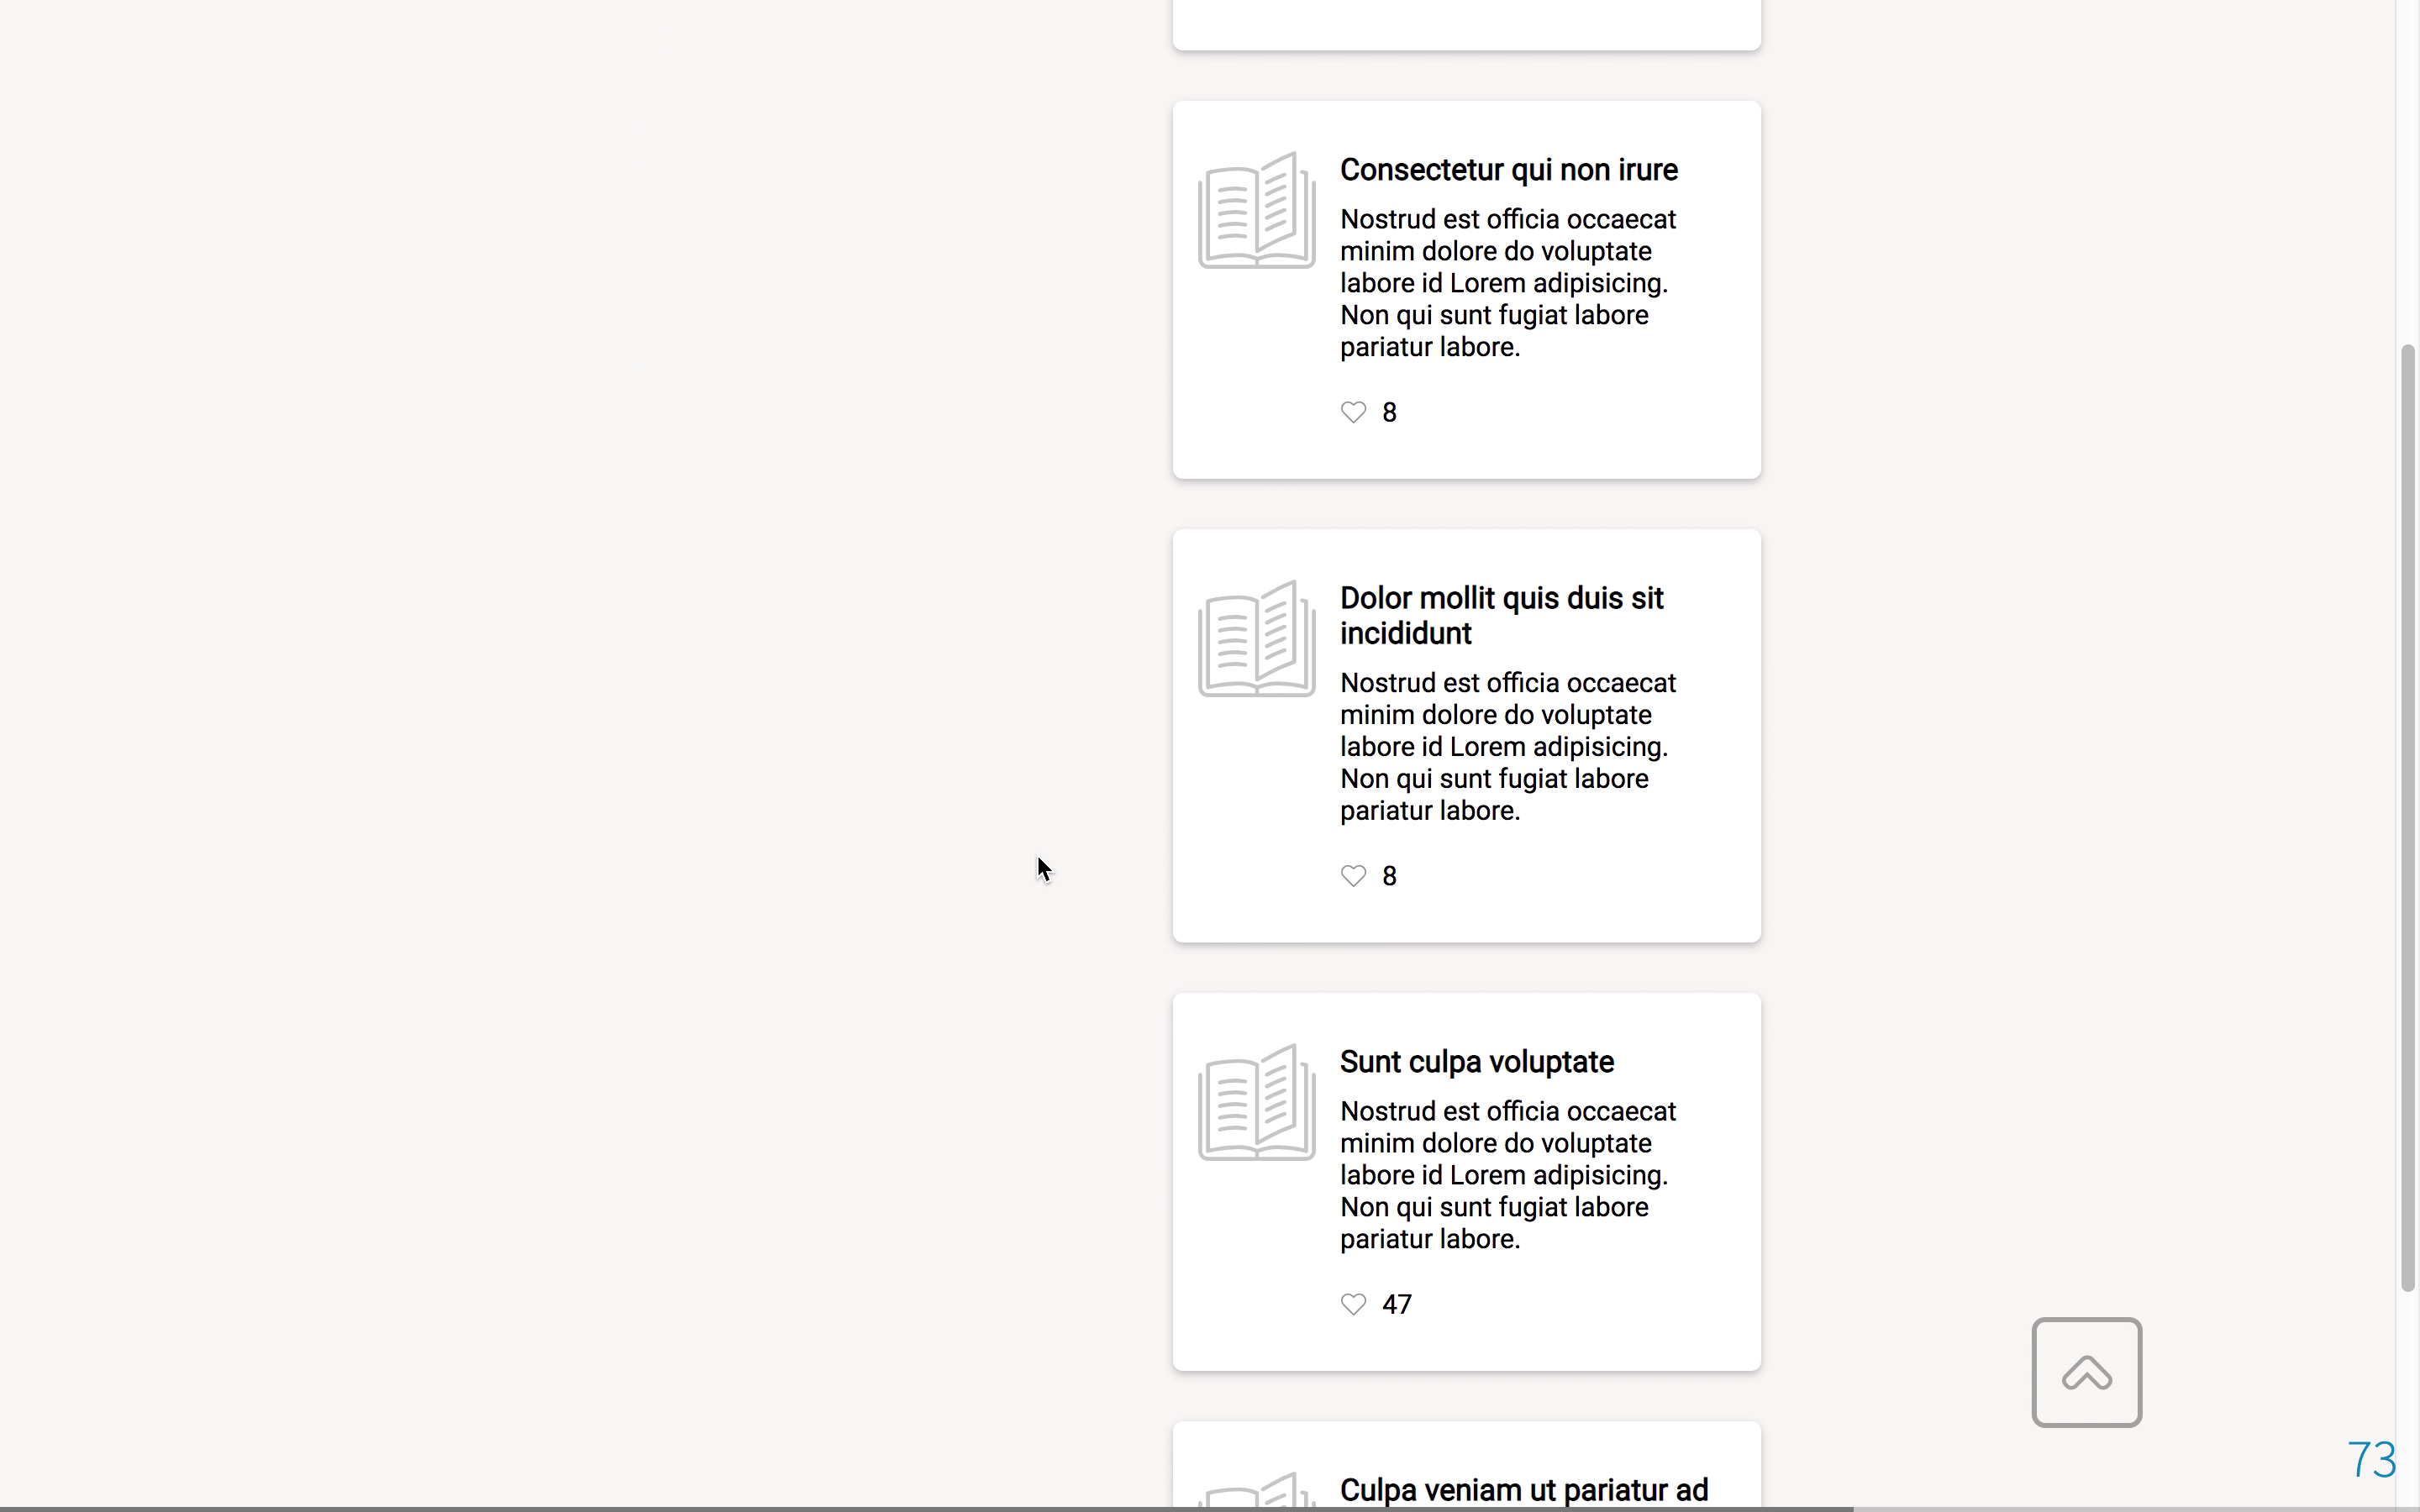 Consectetur qui non irure
Nostrud est officia occaecat
minim dolore do voluptate
labore id Lorem adipisicing.
Non qui sunt fugiat labore
pariatur labore.
8
Dolor mollit quis duis sit
incididunt
Nostrud est officia occaecat
minim dolore do voluptate
labore id Lorem adipisicing.
Non qui sunt fugiat labore
pariatur labore.
8
Sunt culpa voluptate
Nostrud est officia occaecat
minim dolore do voluptate
labore id Lorem adipisicing.
Non qui sunt fugiat labore
pariatur labore.
47
Culpa veniam ut pariatur ad
73